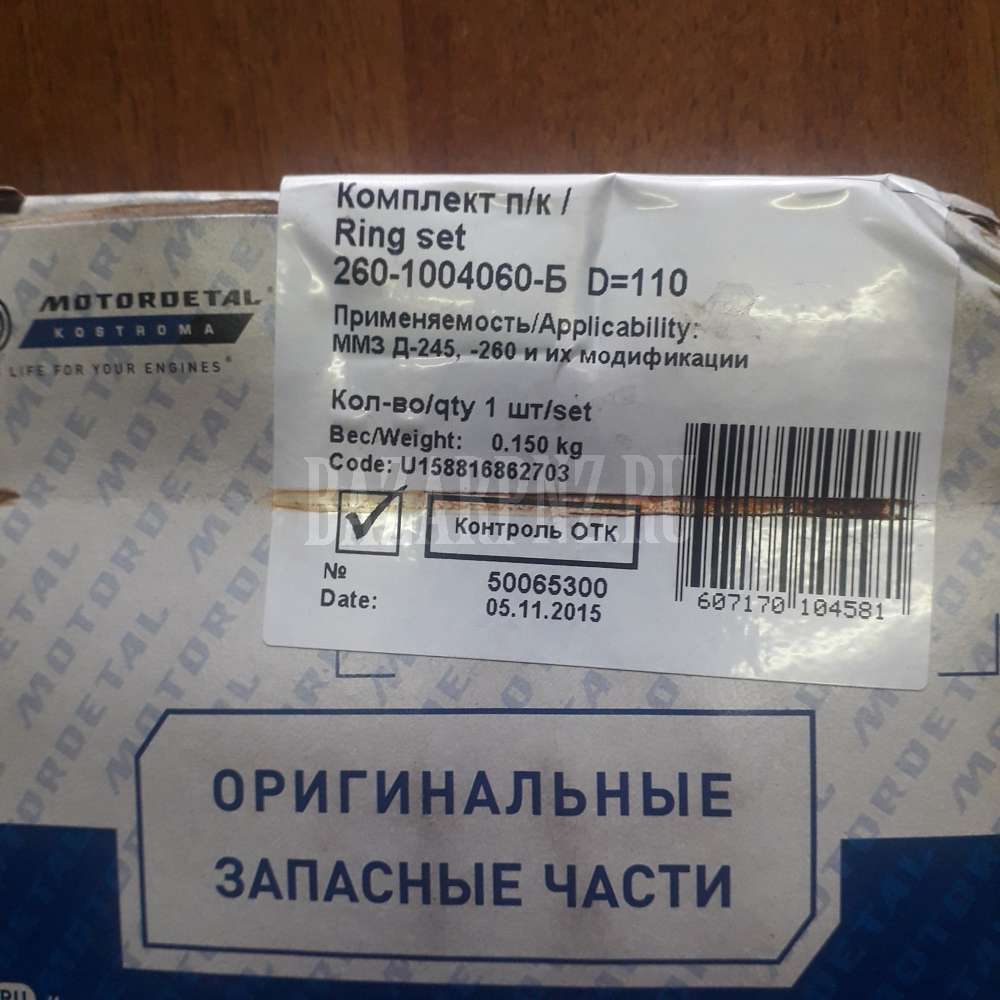 Комплект п/к /
Ring set
260-1004060-Б D=110
Применяемость/Applicability:
ММЗ Д-245, -260 и их модификации
Кол-во/qty 1 шт/set
Вес/Weight: 0.150 kg
Code: U158816862703
Контроль ОТК
№ 50065300
Date: 05.11.2015
607170 104581
MOTORDETAL
KOSTROMA
LIFE FOR YOUR ENGINES®
BAZARPNZ.RU
ОРИГИНАЛЬНЫЕ
ЗАПАСНЫЕ ЧАСТИ